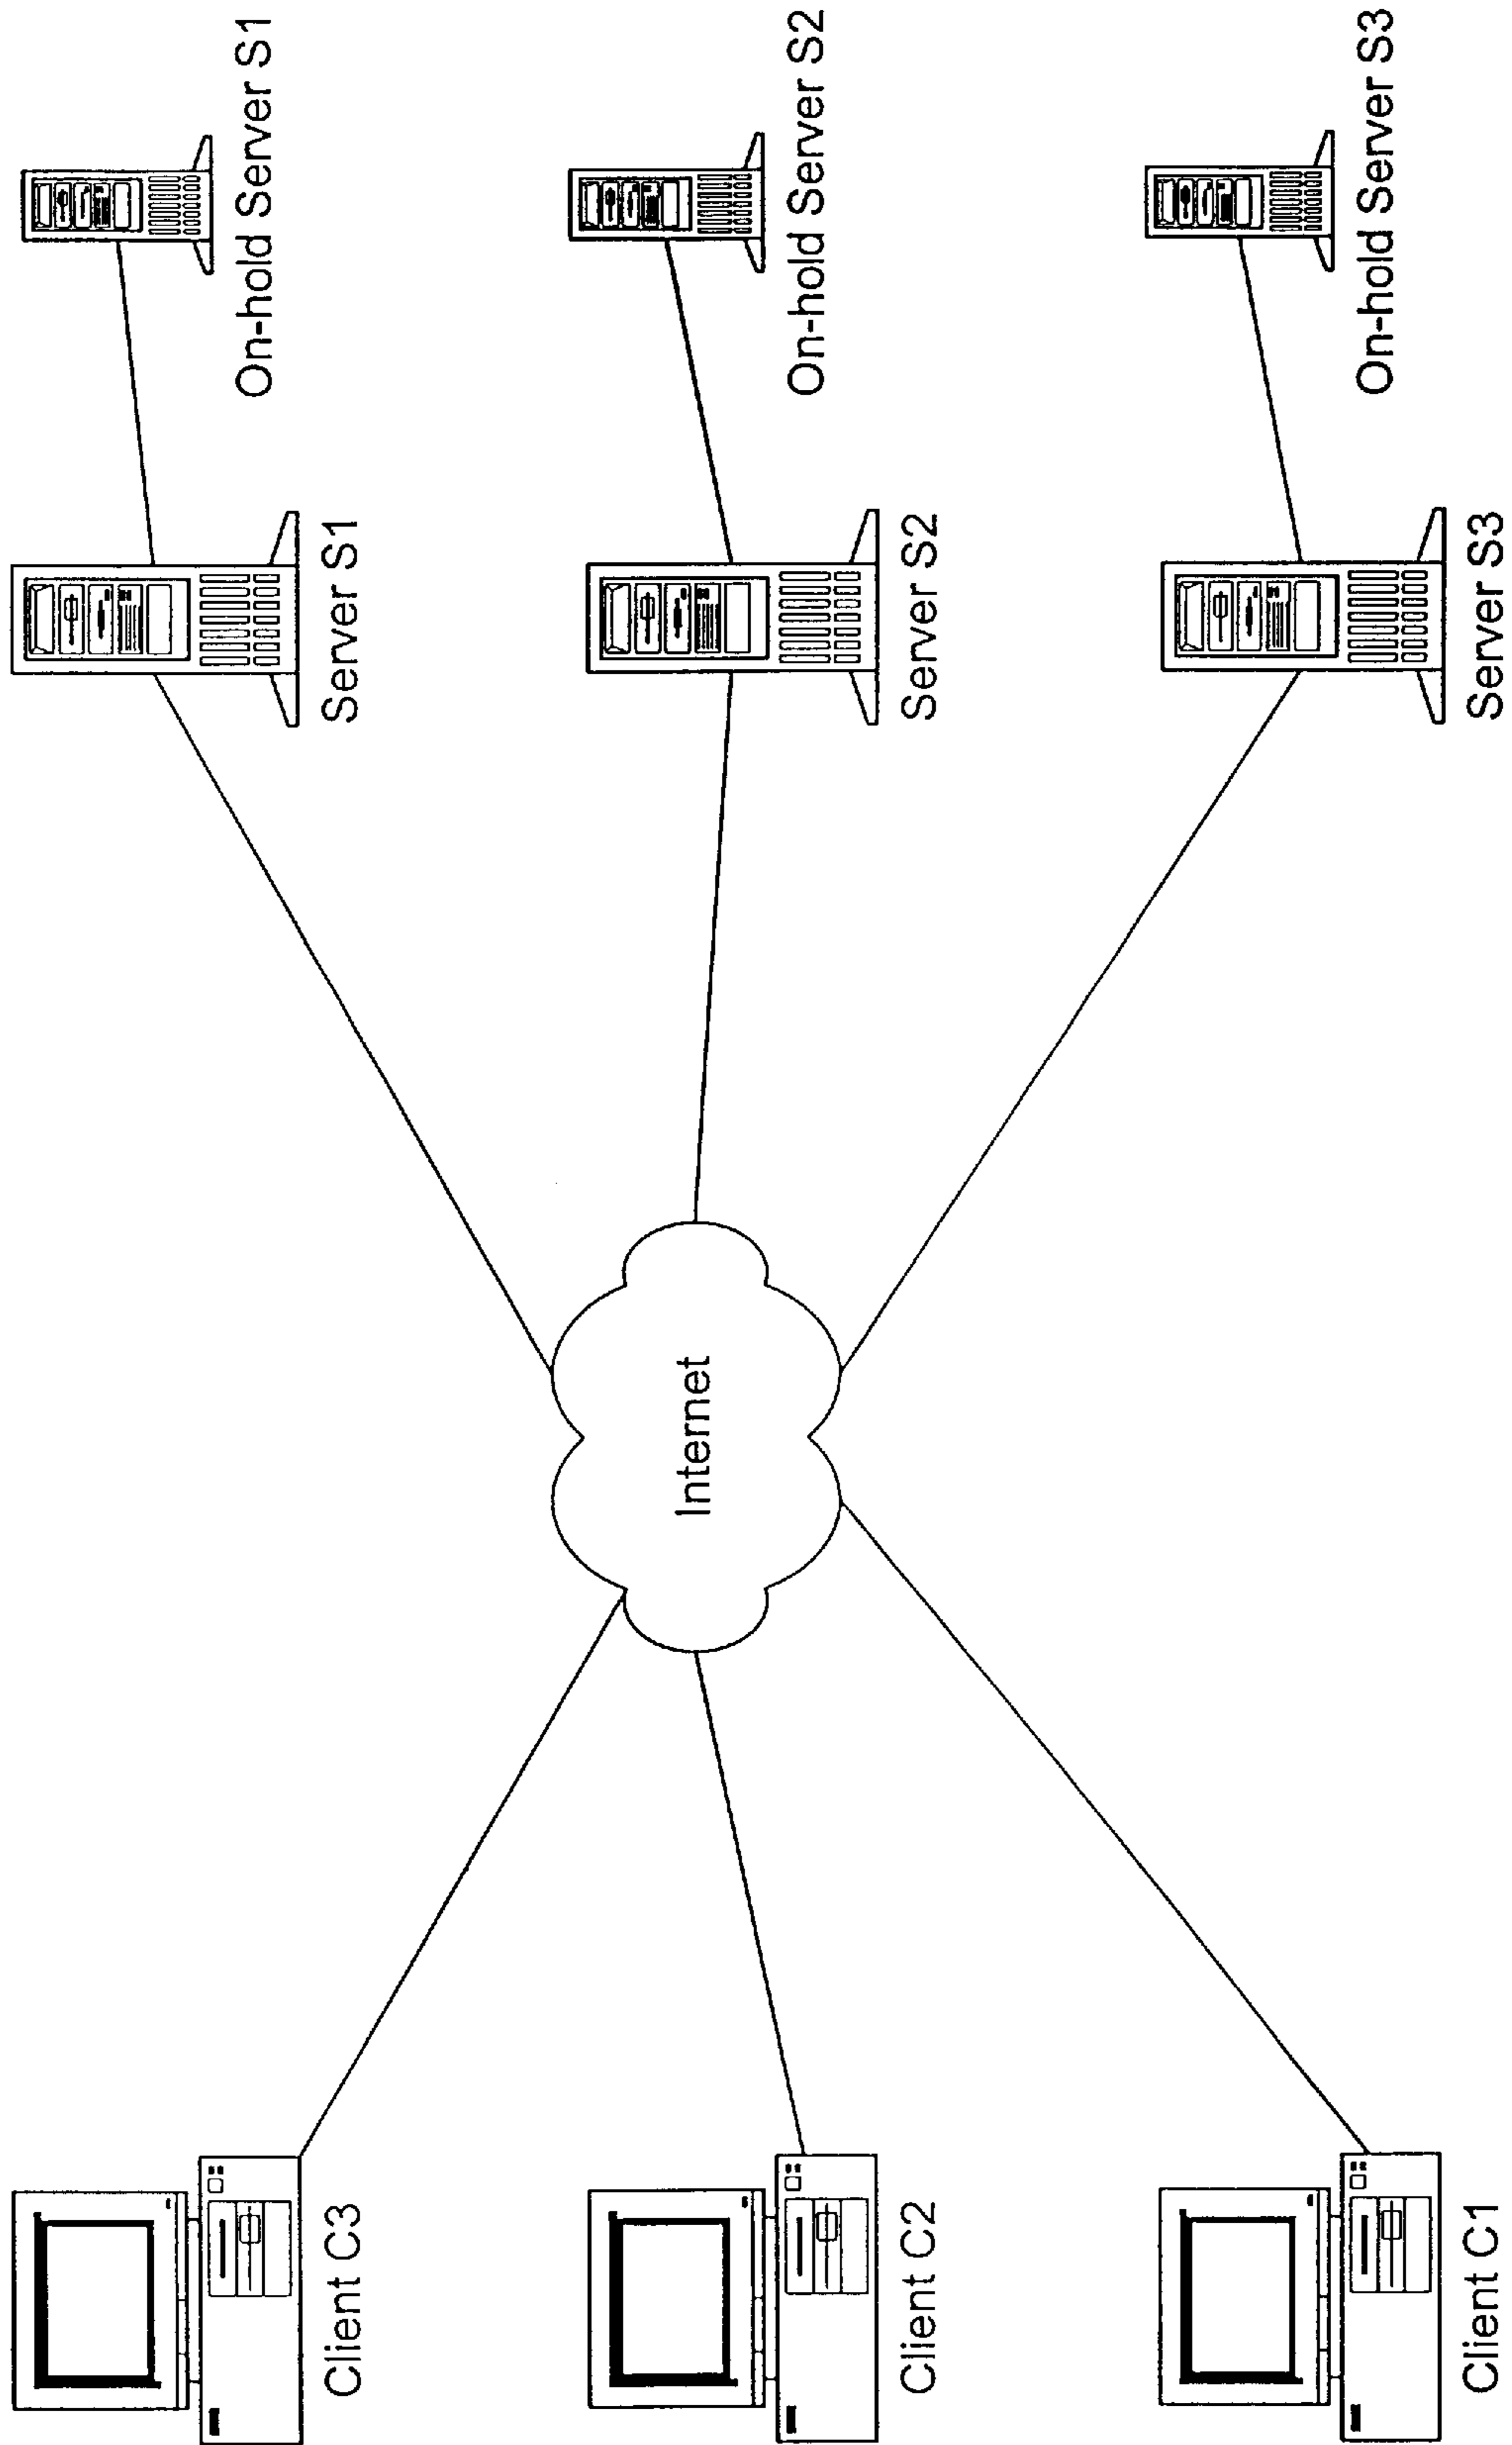 Client C3
Server S1
On-hold Server S1
Internet
Client C2
Server S2
On-hold Server S2
Client C1
Server S3
On-hold Server S3